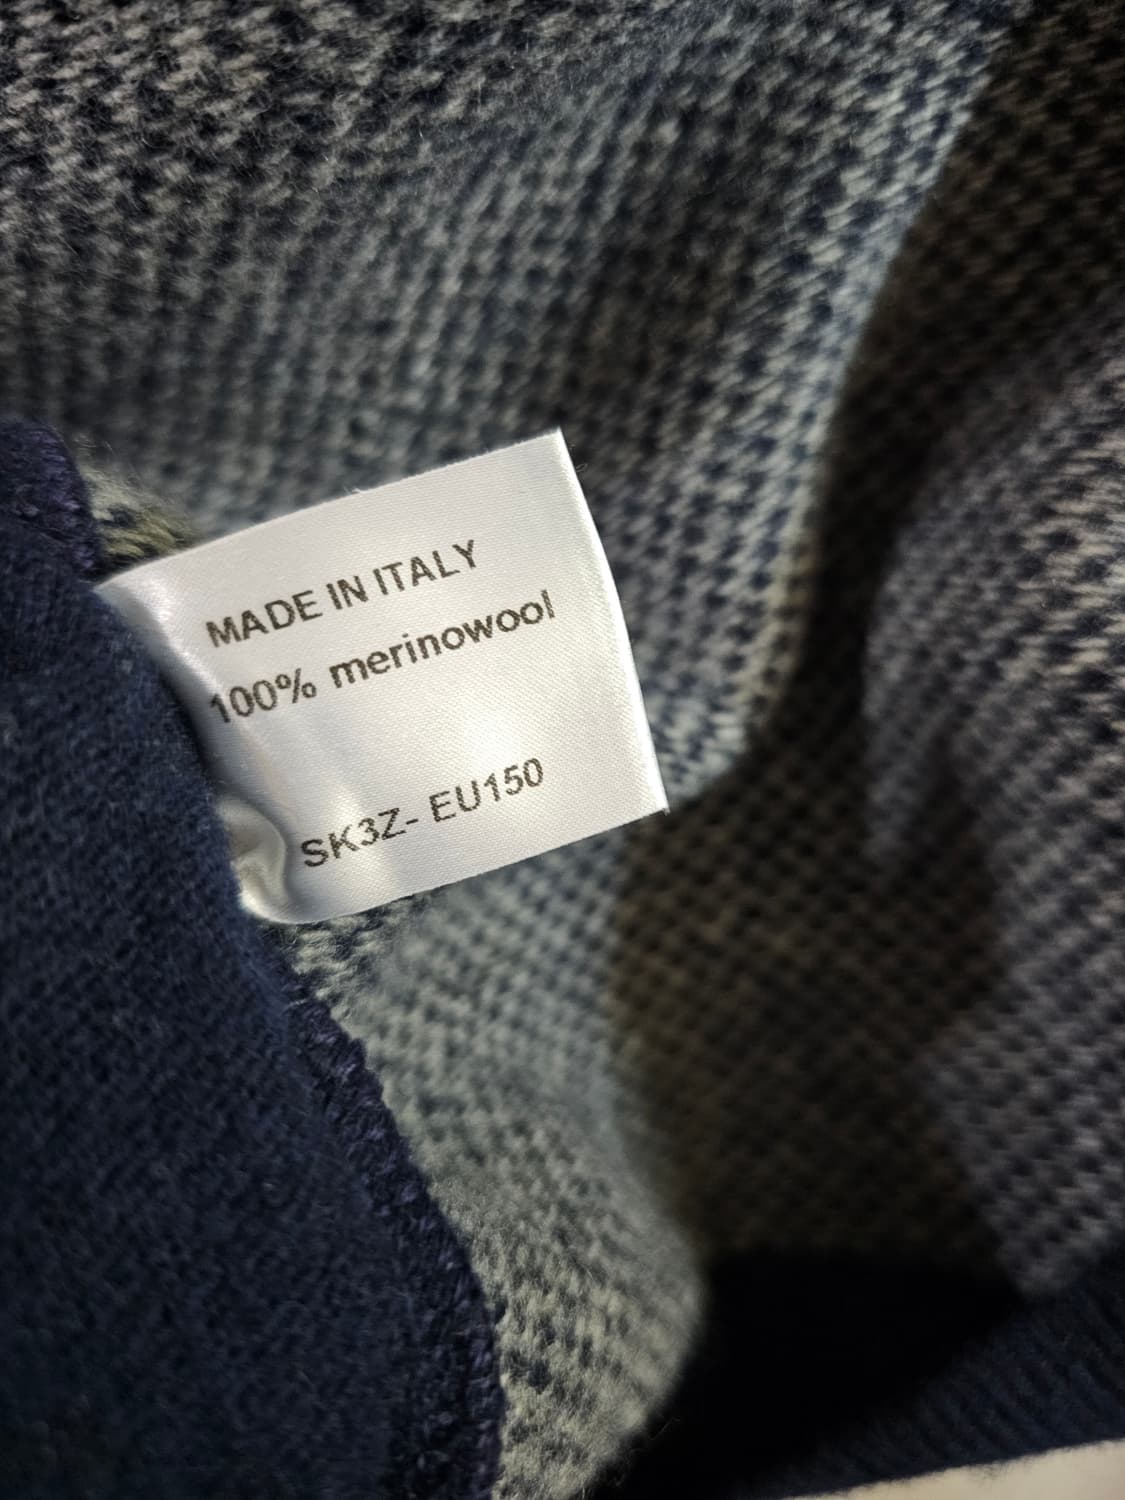 MADE IN ITALY
100% merinowool
SK3Z- EU150